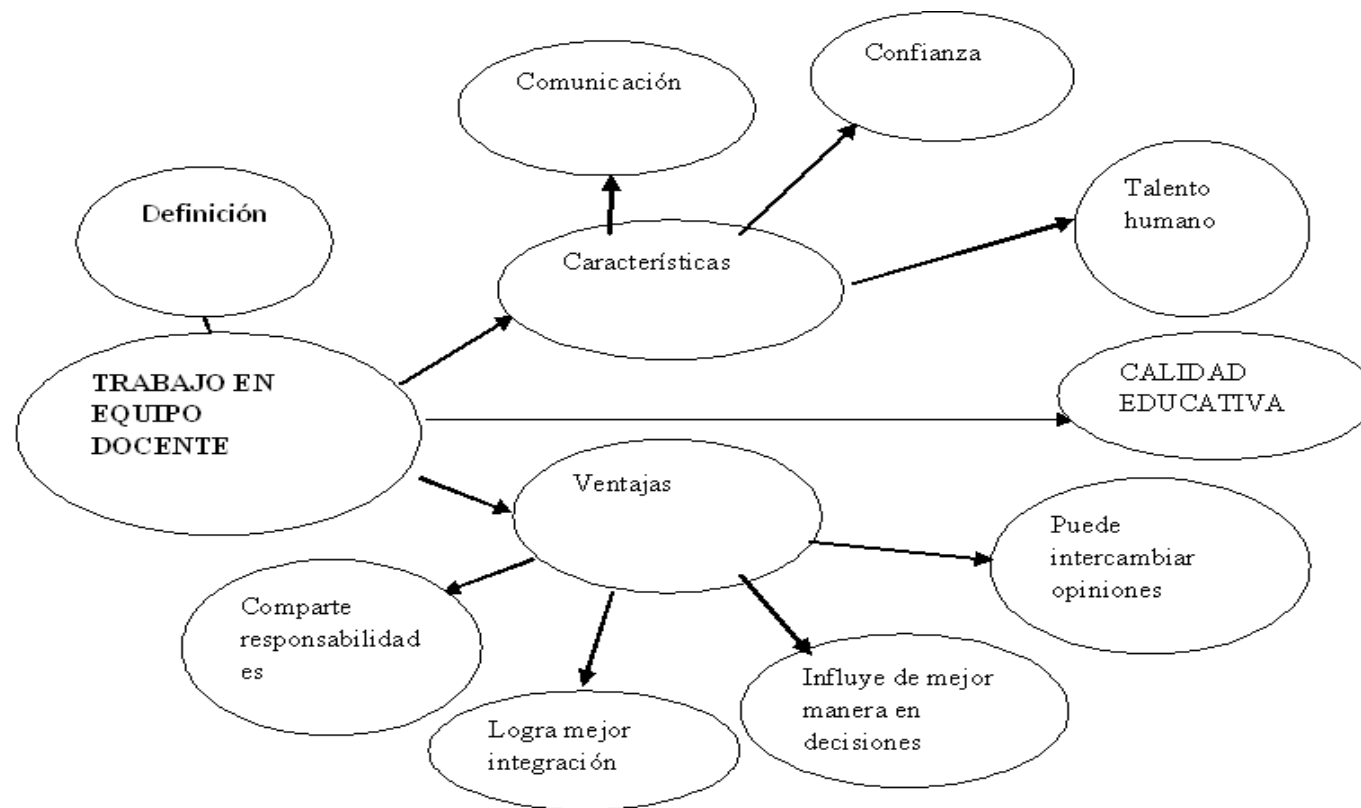 Confianza
Comunicación
Talento
humano
Definición
Características
CALIDAD
EDUCATIVA
TRABAJO EN
EQUIPO
DOCENTE
Ventajas
Puede
intercambiar
opiniones
Comparte
responsabilidad
es
Influye de mejor
manera en
decisiones
Logra mejor
integración